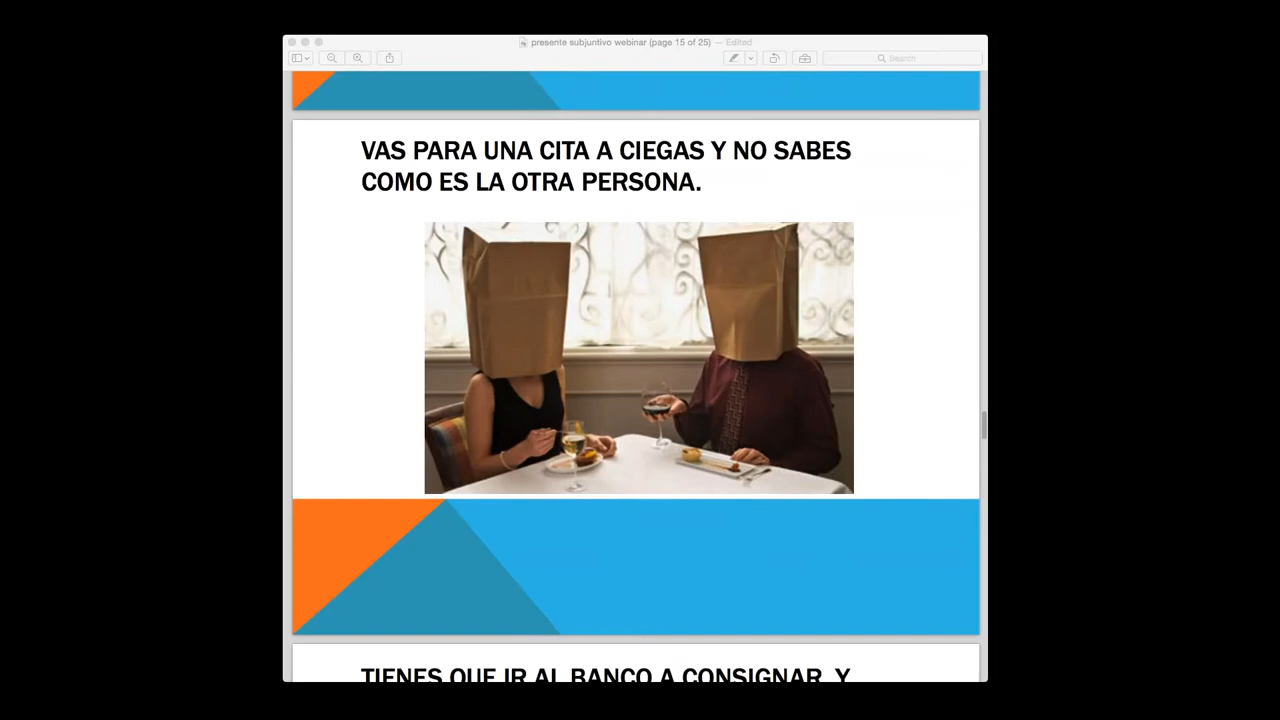 presente subjuntivo webinar (page 15 of 25) — Edited
Search
VAS PARA UNA CITA A CIEGAS Y NO SABES
COMO ES LA OTRA PERSONA.
TIENES QUE IR AL BANCO A CONSIGNAR Y